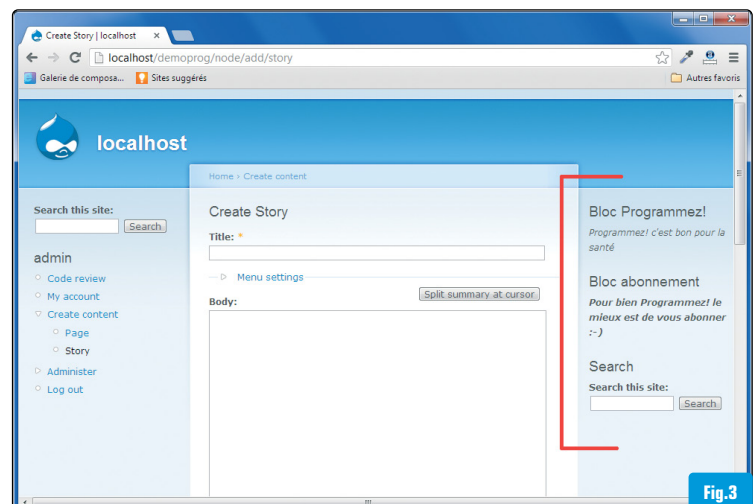 Create Story | localhost
localhost/demoprog/node/add/story
Galerie de composa...
Sites suggérés
Autres favoris
localhost
Home › Create content
Search this site:
Search
admin
Code review
My account
Create content
Page
Story
Administer
Log out
Create Story
Title: *
Menu settings
Split summary at cursor
Body:
Bloc Programmez!
Programmez! c'est bon pour la
santé
Bloc abonnement
Pour bien Programmez! le
mieux est de vous abonner
:-)
Search
Search this site:
Search
Fig.3